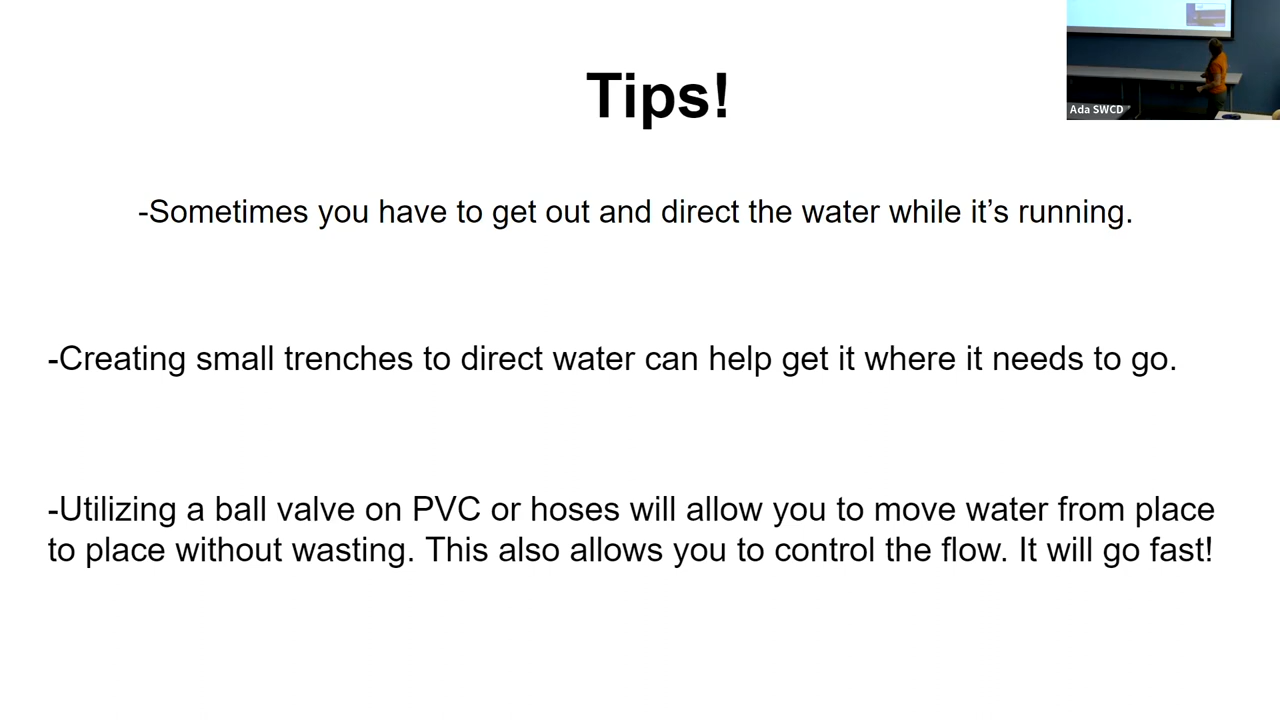 Tips!
Ada SWCD
-Sometimes you have to get out and direct the water while it’s running.
-Creating small trenches to direct water can help get it where it needs to go.
-Utilizing a ball valve on PVC or hoses will allow you to move water from place
to place without wasting. This also allows you to control the flow. It will go fast!